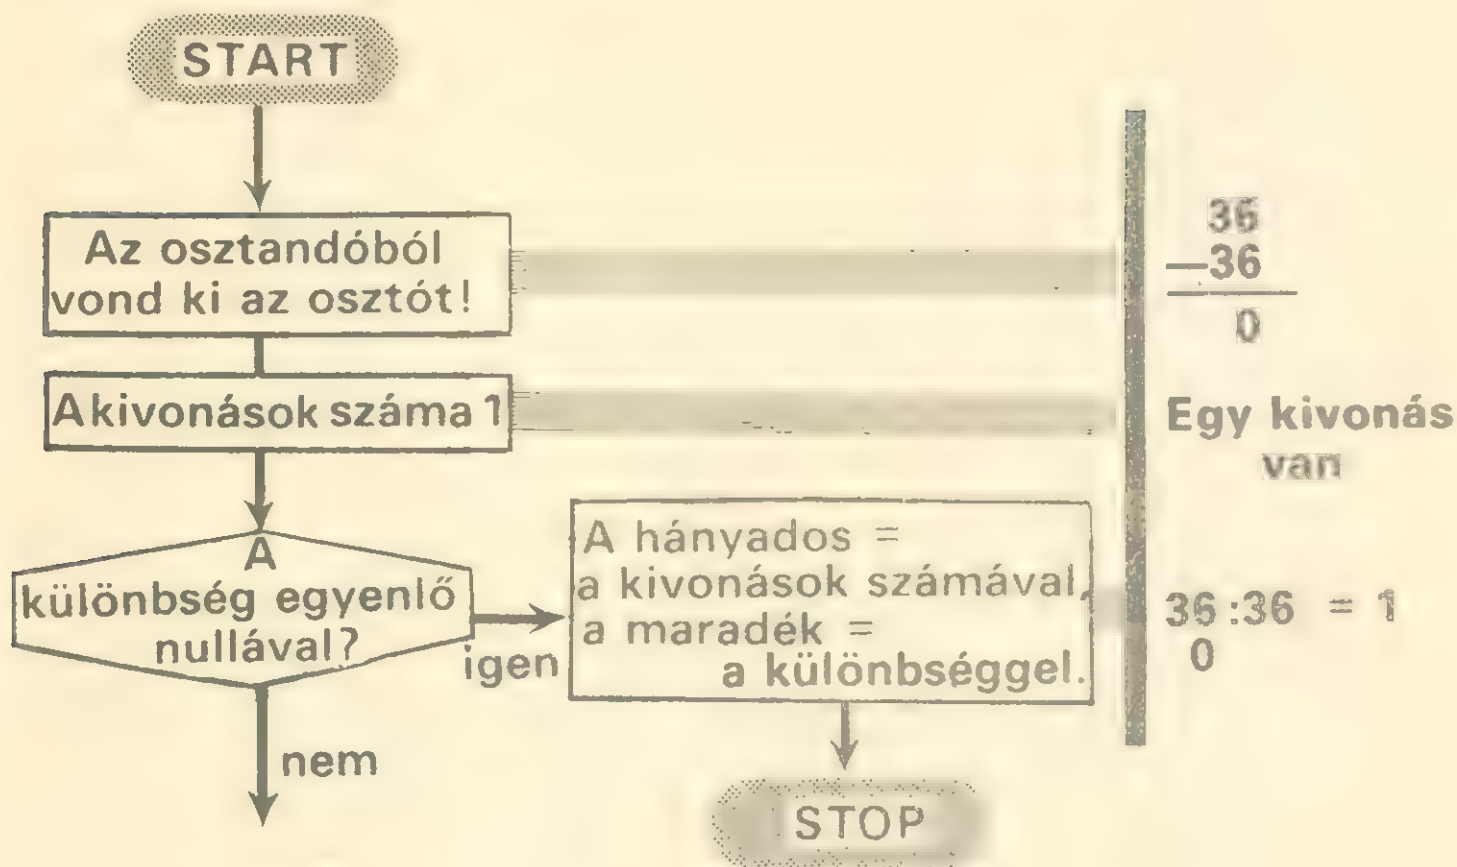 START
Az osztandóból
vond ki az osztót!
A kivonások száma 1
A
különbség egyenlő
nullával?
igen
nem
A hányados =
a kivonások számával,
a maradék =
a különbséggel.
STOP
36
—36
0
Egy kivonás
van
36:36 = 1
0